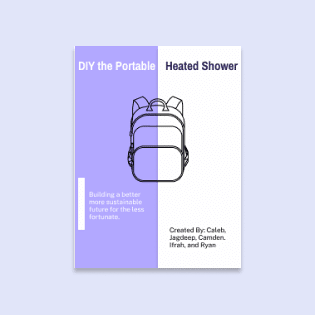 DIY the Portable Heated Shower
Building a better
more sustainable
future for the less
fortunate.
Created By: Caleb,
Jagdeep, Camden,
Ifrah, and Ryan